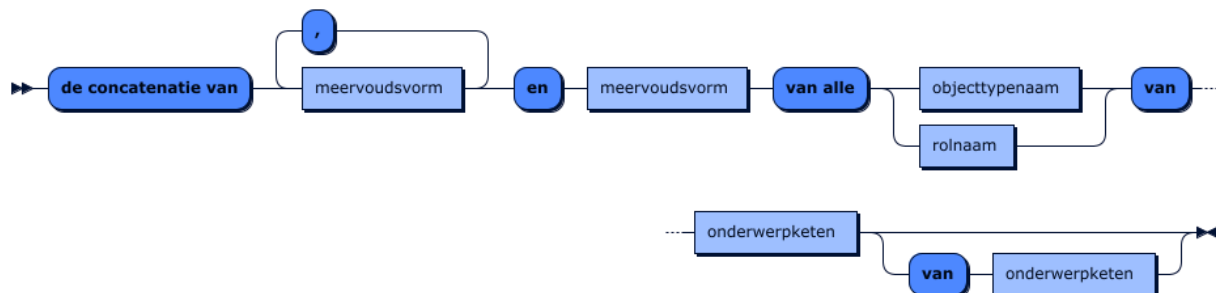 ,
de concatenatie van meervoudsvorm en meervoudsvorm van alle objecttypenaam van
rolnaam
onderwerpketen
van onderwerpketen